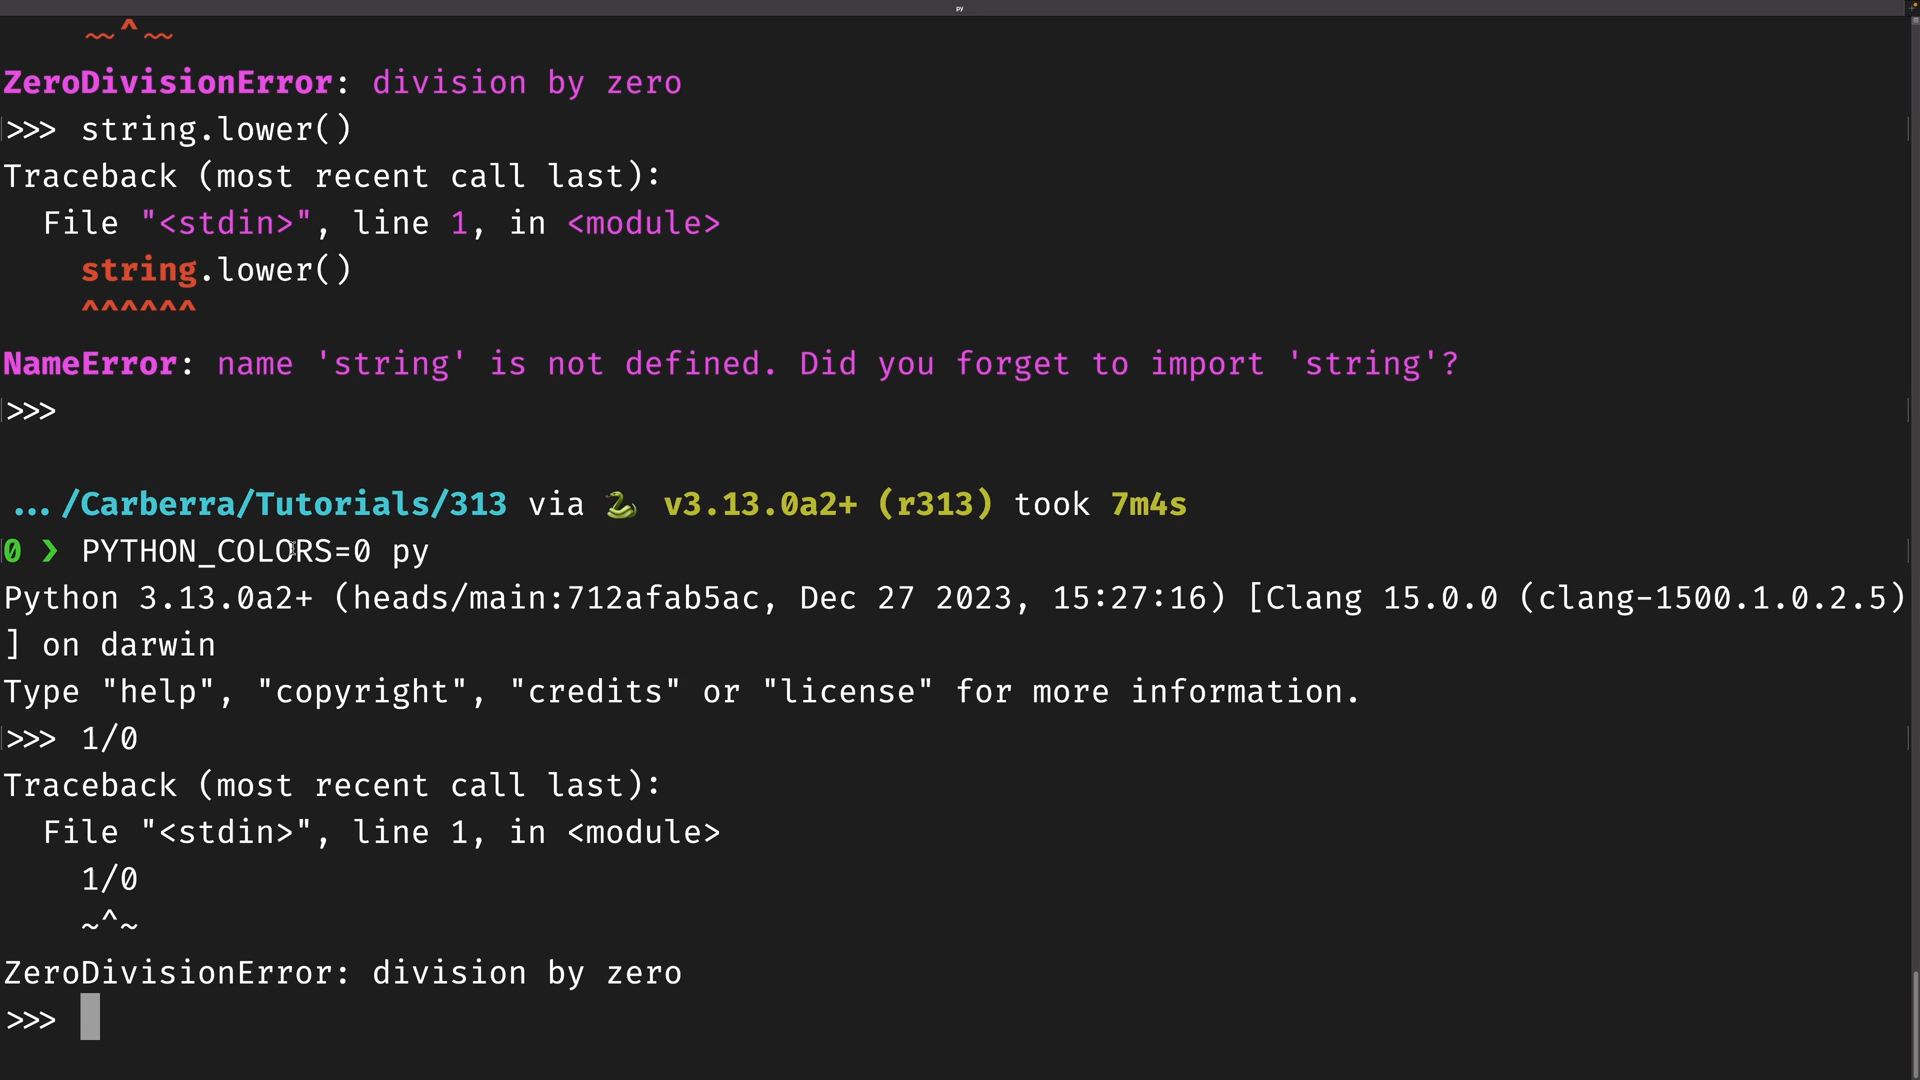 py
~~^~~
ZeroDivisionError: division by zero
>>> string.lower()
Traceback (most recent call last):
  File "<stdin>", line 1, in <module>
    string.lower()
    ^^^^^^
NameError: name 'string' is not defined. Did you forget to import 'string'?
>>>
…/Carberra/Tutorials/313 via 🐍 v3.13.0a2+ (r313) took 7m4s
0 ❯ PYTHON_COLORS=0 py
Python 3.13.0a2+ (heads/main:712afab5ac, Dec 27 2023, 15:27:16) [Clang 15.0.0 (clang-1500.1.0.2.5)
] on darwin
Type "help", "copyright", "credits" or "license" for more information.
>>> 1/0
Traceback (most recent call last):
  File "<stdin>", line 1, in <module>
    1/0
    ~^~
ZeroDivisionError: division by zero
>>>